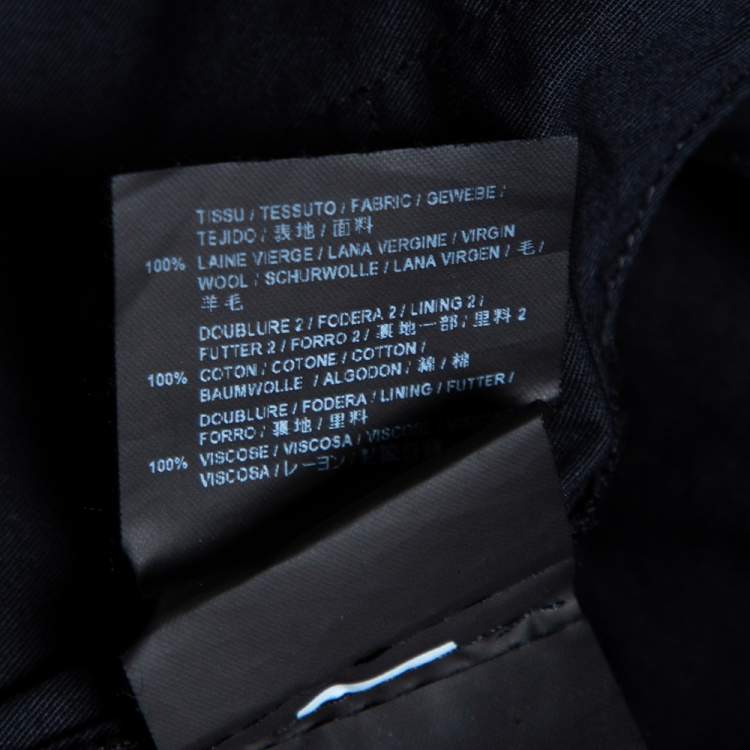 TISSU / TESSUTO / FABRIC / GEWEBE /
TEJIDO / 表地 / 面料
100% LAINE VIERGE / LANA VERGINE / VIRGIN
WOOL / SCHURWOLLE / LANA VIRGEN / 毛 /
羊毛
DOUBLURE 2 / FODERA 2 / LINING 2 /
FUTTER 2 / FORRO 2 / 裏地一部 / 里料 2
100% COTON / COTONE / COTTON /
BAUMWOLLE / ALGODON / 綿 / 棉
DOUBLURE / FODERA / LINING / FUTTER /
FORRO / 裏地 / 里料
100% VISCOSE / VISCOSA /
VISCOSA / レーヨン /